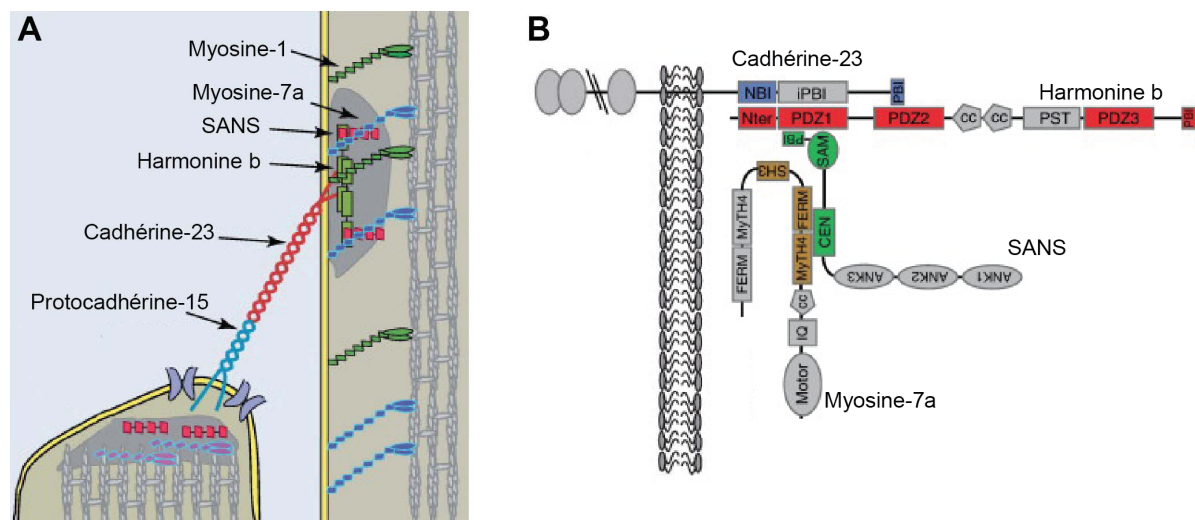 A
Myosine-1
Myosine-7a
SANS
Harmonine b
Cadhérine-23
Protocadhérine-15
B
Cadhérine-23
NBI iPBI PBI
Harmonine b
Nter PDZ1 PDZ2 CC CC PST PDZ3 PBI
PBI SAM
SH3
MyTH4 FERM
FERM MyTH4 CEN
SANS
ANK3 ANK2 ANK1
CC
IQ
Motor
Myosine-7a